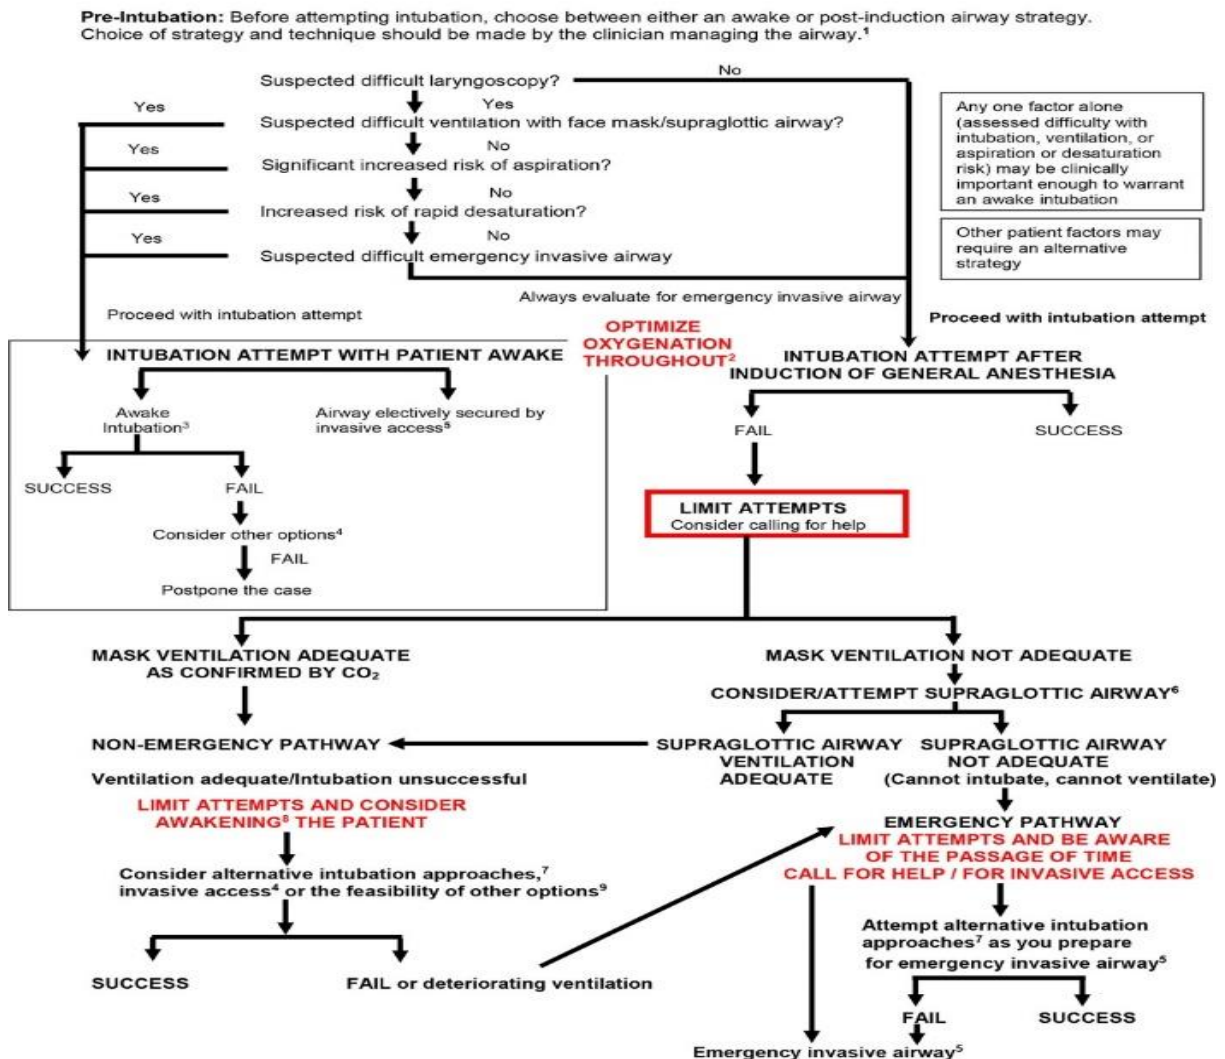 Pre-Intubation: Before attempting intubation, choose between either an awake or post-induction airway strategy.
Choice of strategy and technique should be made by the clinician managing the airway.¹
Suspected difficult laryngoscopy?
No
Yes
Yes
Suspected difficult ventilation with face mask/supraglottic airway?
No
Yes
Significant increased risk of aspiration?
No
Yes
Increased risk of rapid desaturation?
No
Yes
Suspected difficult emergency invasive airway
Any one factor alone
(assessed difficulty with
intubation, ventilation, or
aspiration or desaturation
risk) may be clinically
important enough to warrant
an awake intubation
Other patient factors may
require an alternative
strategy
Always evaluate for emergency invasive airway
Proceed with intubation attempt
Proceed with intubation attempt
OPTIMIZE
OXYGENATION
THROUGHOUT²
INTUBATION ATTEMPT WITH PATIENT AWAKE
INTUBATION ATTEMPT AFTER
INDUCTION OF GENERAL ANESTHESIA
Awake
Intubation³
Airway electively secured by
invasive access⁵
SUCCESS
FAIL
Consider other options⁴
FAIL
Postpone the case
FAIL
SUCCESS
LIMIT ATTEMPTS
Consider calling for help
MASK VENTILATION ADEQUATE
AS CONFIRMED BY CO₂
MASK VENTILATION NOT ADEQUATE
CONSIDER/ATTEMPT SUPRAGLOTTIC AIRWAY⁶
NON-EMERGENCY PATHWAY
SUPRAGLOTTIC AIRWAY
VENTILATION
ADEQUATE
SUPRAGLOTTIC AIRWAY
NOT ADEQUATE
(Cannot intubate, cannot ventilate)
Ventilation adequate/Intubation unsuccessful
LIMIT ATTEMPTS AND CONSIDER
AWAKENING⁸ THE PATIENT
Consider alternative intubation approaches,⁷
invasive access⁴ or the feasibility of other options⁹
SUCCESS
FAIL or deteriorating ventilation
EMERGENCY PATHWAY
LIMIT ATTEMPTS AND BE AWARE
OF THE PASSAGE OF TIME
CALL FOR HELP / FOR INVASIVE ACCESS
Attempt alternative intubation
approaches⁷ as you prepare
for emergency invasive airway⁵
FAIL
SUCCESS
Emergency invasive airway⁵